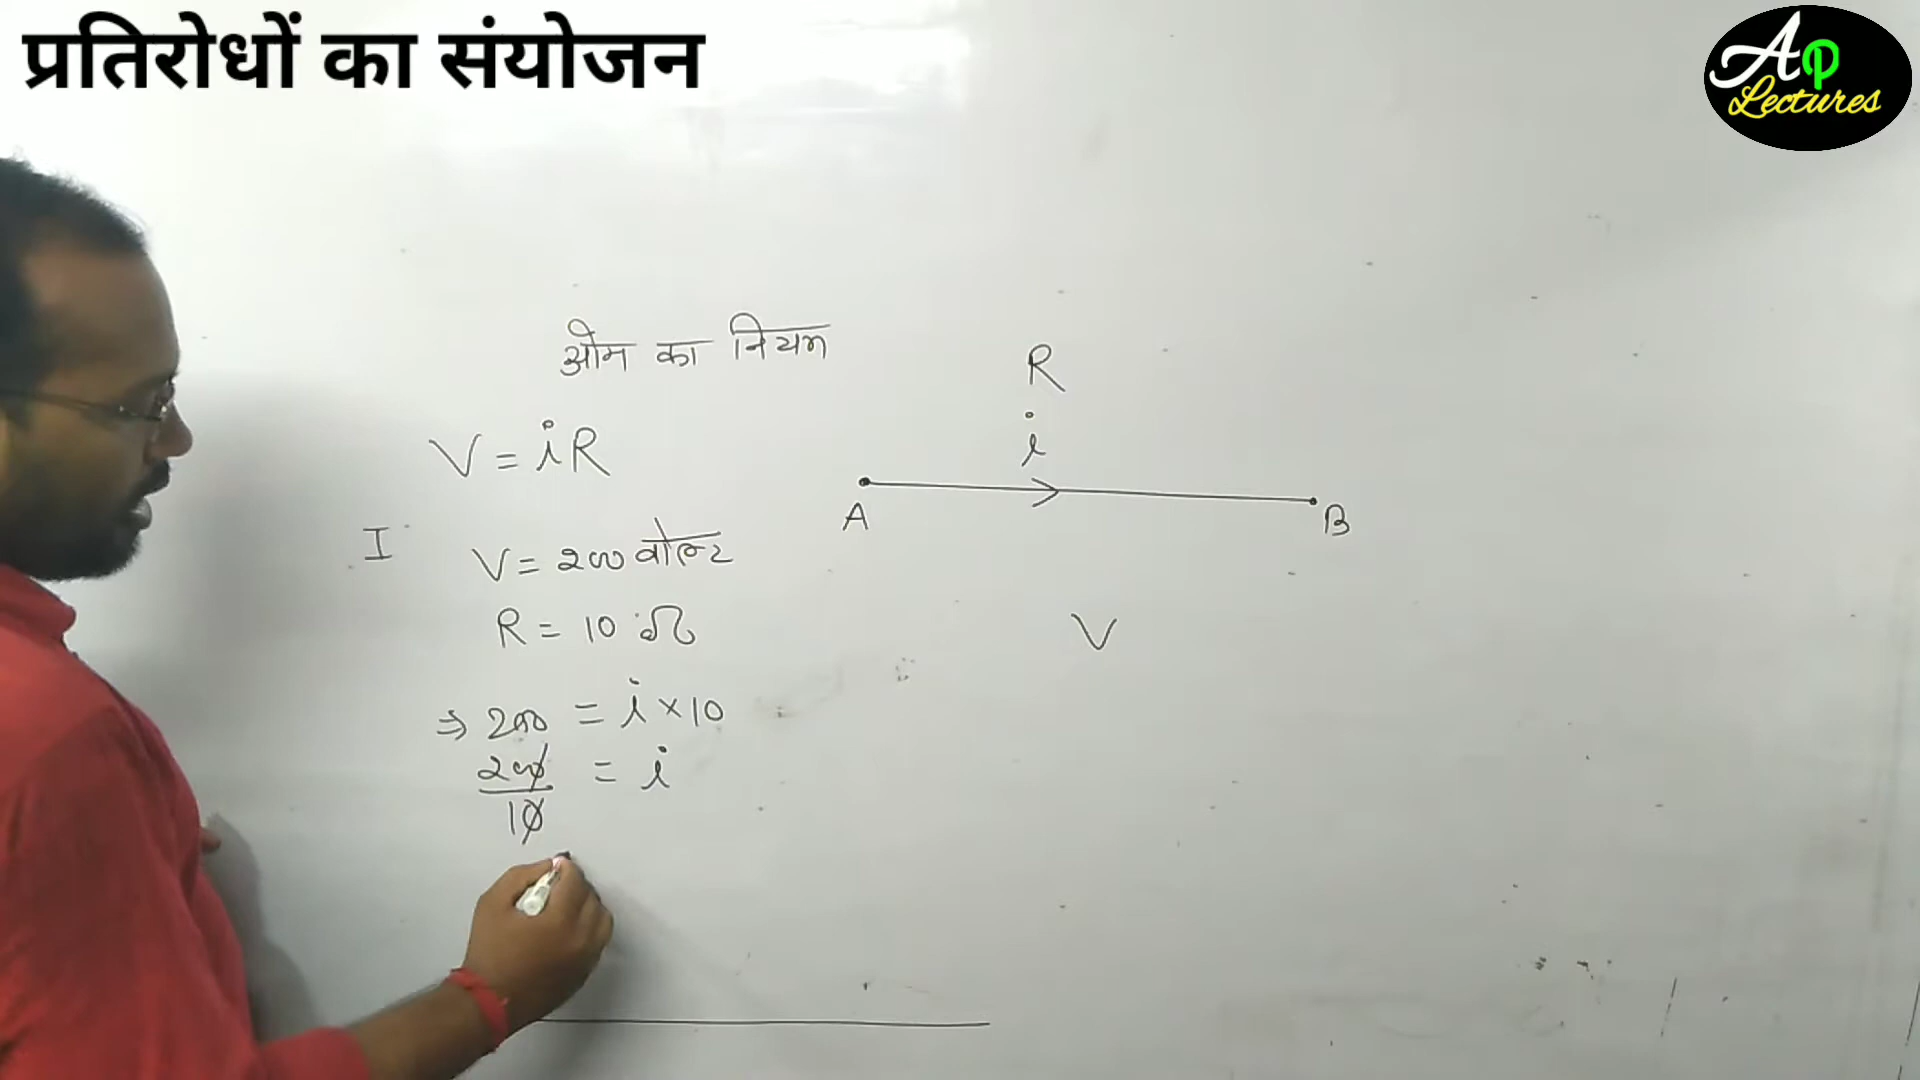 प्रतिरोधों का संयोजन
Ap
Lectures
ओम का नियम
V = iR
I
V = 200 वोल्ट
R = 10 Ω
⇒ 200 = i × 10
200/10 = i
R
i
A
B
V